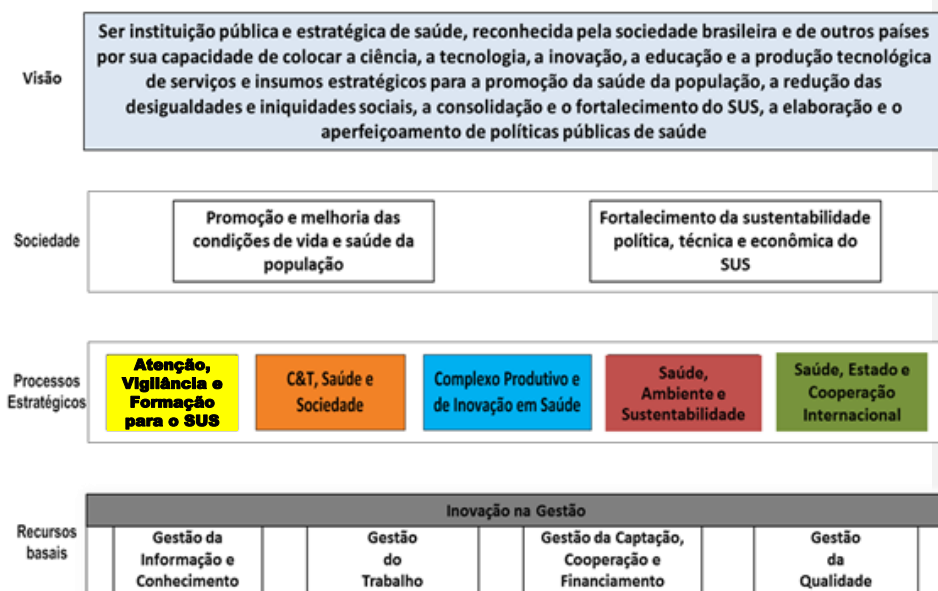 Visão
Ser instituição pública e estratégica de saúde, reconhecida pela sociedade brasileira e de outros países
por sua capacidade de colocar a ciência, a tecnologia, a inovação, a educação e a produção tecnológica
de serviços e insumos estratégicos para a promoção da saúde da população, a redução das
desigualdades e iniquidades sociais, a consolidação e o fortalecimento do SUS, a elaboração e o
aperfeiçoamento de políticas públicas de saúde
Sociedade
Promoção e melhoria das
condições de vida e saúde da
população
Fortalecimento da sustentabilidade
política, técnica e econômica do
SUS
Processos
Estratégicos
Atenção,
Vigilância e
Formação
para o SUS
C&T, Saúde e
Sociedade
Complexo Produtivo e
de Inovação em Saúde
Saúde,
Ambiente e
Sustentabilidade
Saúde, Estado e
Cooperação
Internacional
Recursos
basais
Inovação na Gestão
Gestão da
Informação e
Conhecimento
Gestão
do
Trabalho
Gestão da Captação,
Cooperação e
Financiamento
Gestão
da
Qualidade